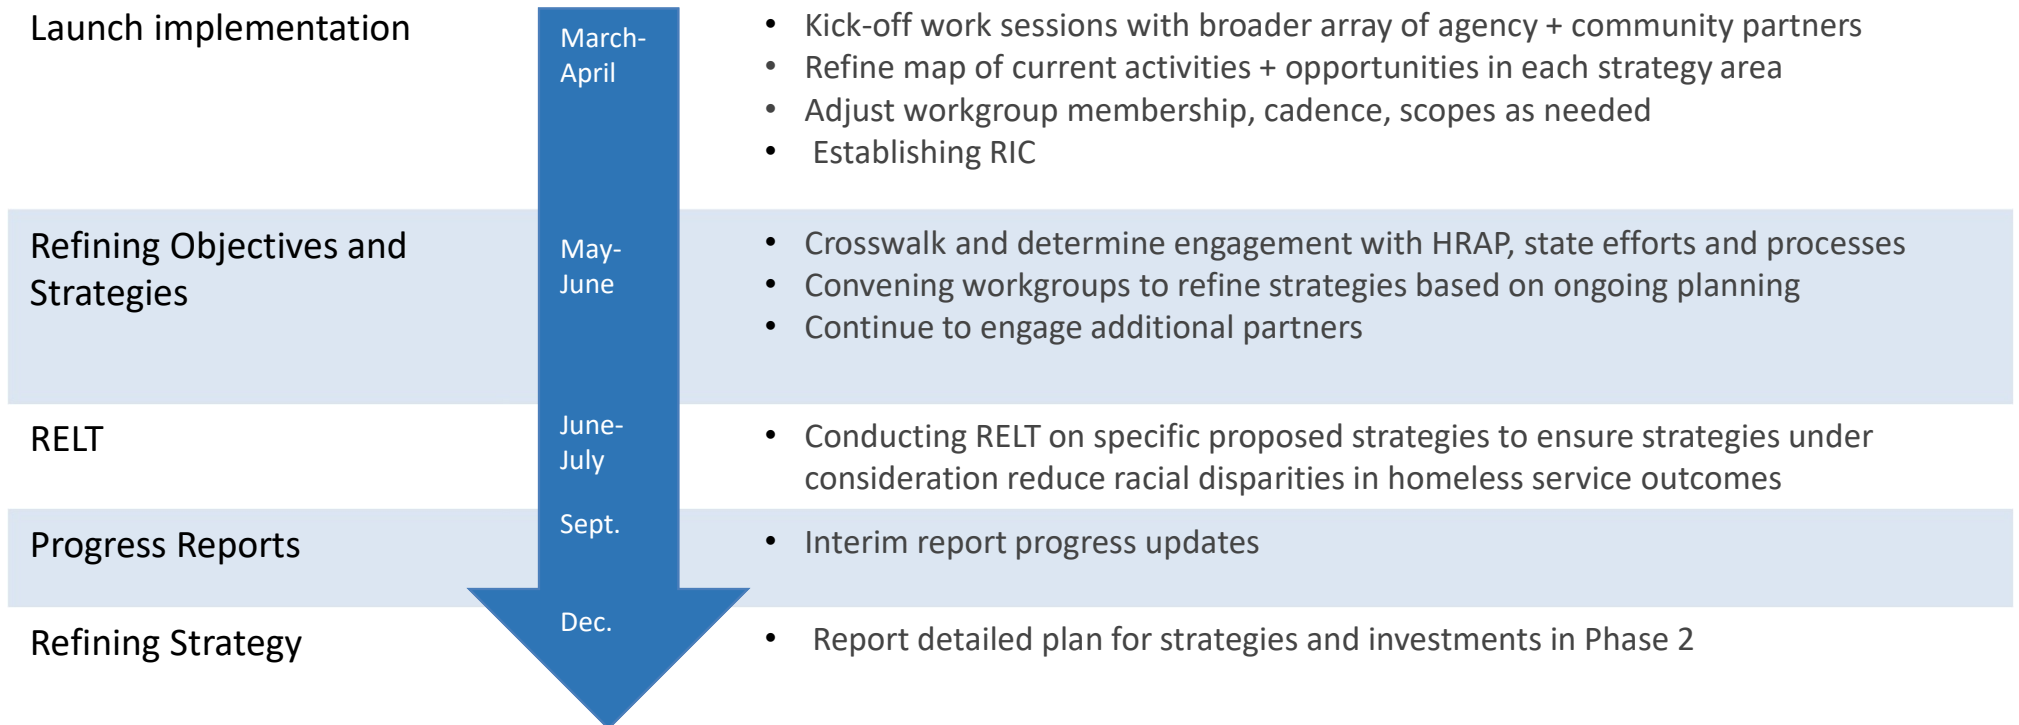 Launch implementation
March-
April
• Kick-off work sessions with broader array of agency + community partners
• Refine map of current activities + opportunities in each strategy area
• Adjust workgroup membership, cadence, scopes as needed
• Establishing RIC
Refining Objectives and
Strategies
May-
June
• Crosswalk and determine engagement with HRAP, state efforts and processes
• Convening workgroups to refine strategies based on ongoing planning
• Continue to engage additional partners
RELT
June-
July
• Conducting RELT on specific proposed strategies to ensure strategies under
consideration reduce racial disparities in homeless service outcomes
Progress Reports
Sept.
• Interim report progress updates
Refining Strategy
Dec.
• Report detailed plan for strategies and investments in Phase 2